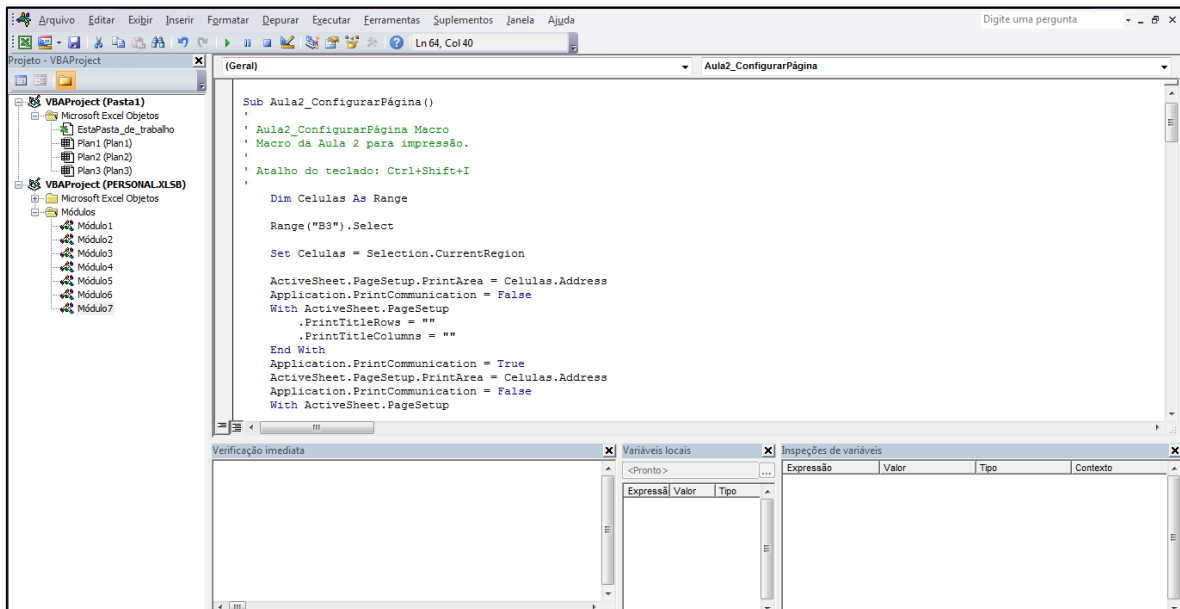 Arquivo Editar Exibir Inserir Formatar Depurar Executar Ferramentas Suplementos Janela Ajuda Digite uma pergunta
Ln 64, Col 40
Projeto - VBAProject
(Geral) Aula2_ConfigurarPágina
VBAProject (Pasta1)
Microsoft Excel Objetos
EstaPasta_de_trabalho
Plan1 (Plan1)
Plan2 (Plan2)
Plan3 (Plan3)
VBAProject (PERSONAL.XLSB)
Microsoft Excel Objetos
Módulos
Módulo1
Módulo2
Módulo3
Módulo4
Módulo5
Módulo6
Módulo7
Sub Aula2_ConfigurarPágina()
'
' Aula2_ConfigurarPágina Macro
' Macro da Aula 2 para impressão.
'
' Atalho do teclado: Ctrl+Shift+I
'
Dim Celulas As Range
Range("B3").Select
Set Celulas = Selection.CurrentRegion
ActiveSheet.PageSetup.PrintArea = Celulas.Address
Application.PrintCommunication = False
With ActiveSheet.PageSetup
.PrintTitleRows = ""
.PrintTitleColumns = ""
End With
Application.PrintCommunication = True
ActiveSheet.PageSetup.PrintArea = Celulas.Address
Application.PrintCommunication = False
With ActiveSheet.PageSetup
Verificação imediata
Variáveis locais
<Pronto> ...
Expressã Valor Tipo
Inspeções de variáveis
Expressão Valor Tipo Contexto